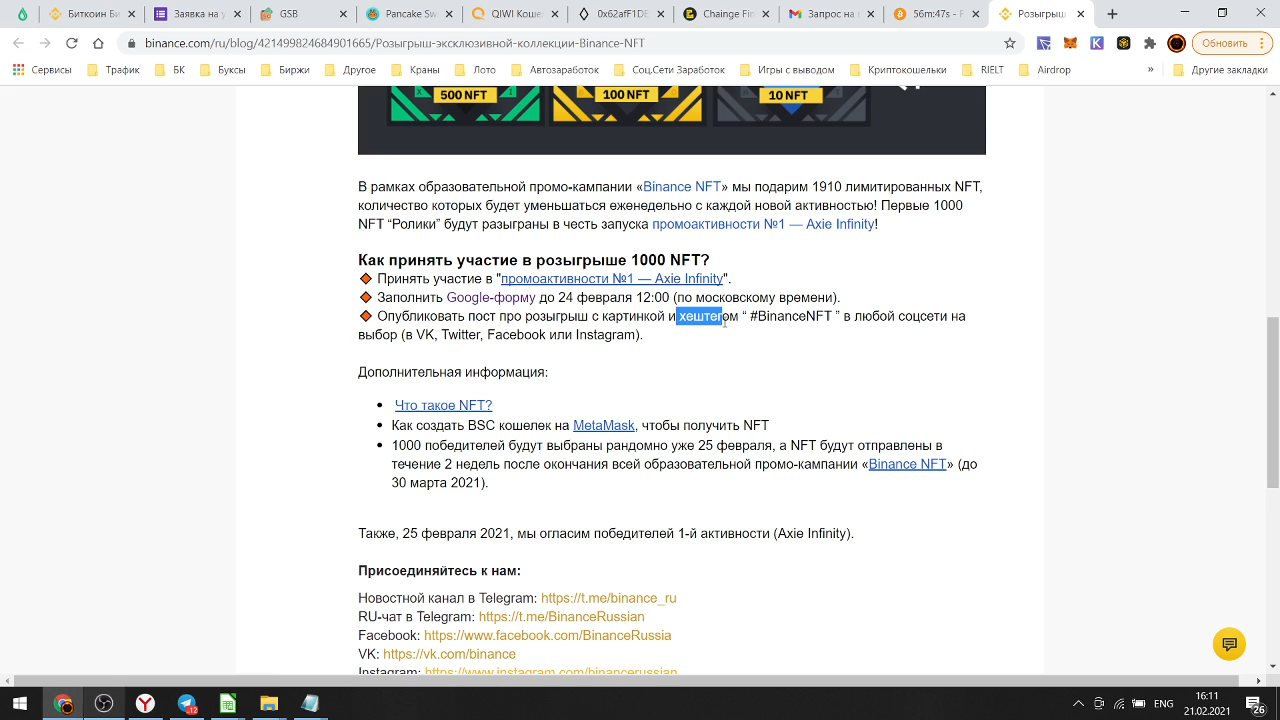 Биткоин Би
Заявка на у
GSE
Pancake Sw
QIWI Коше
0x62aff1DE
Chainge Fin
Запрос на
56m:47s - F
Розыгрыш
binance.com/ru/blog/421499824684901665/Розыгрыш-эксклюзивной-коллекции-Binance-NFT
Обновить
Сервисы
Трафик
БК
Буксы
Биржи
Другое
Краны
Лото
Автозаработок
Соц.Сети Заработок
Игры с выводом
Криптокошельки
RIELT
Airdrop
»
Другие закладки
500 NFT
100 NFT
10 NFT
В рамках образовательной промо-кампании «Binance NFT» мы подарим 1910 лимитированных NFT,
количество которых будет уменьшаться еженедельно с каждой новой активностью! Первые 1000
NFT “Ролики” будут разыграны в честь запуска промоактивности №1 — Axie Infinity!
Как принять участие в розыгрыше 1000 NFT?
Принять участие в "промоактивности №1 — Axie Infinity".
Заполнить Google-форму до 24 февраля 12:00 (по московскому времени).
Опубликовать пост про розыгрыш с картинкой и хештегом “ #BinanceNFT ” в любой соцсети на
выбор (в VK, Twitter, Facebook или Instagram).
Дополнительная информация:
• Что такое NFT?
• Как создать BSC кошелек на MetaMask, чтобы получить NFT
• 1000 победителей будут выбраны рандомно уже 25 февраля, а NFT будут отправлены в
течение 2 недель после окончания всей образовательной промо-кампании «Binance NFT» (до
30 марта 2021).
Также, 25 февраля 2021, мы огласим победителей 1-й активности (Axie Infinity).
Присоединяйтесь к нам:
Новостной канал в Telegram: https://t.me/binance_ru
RU-чат в Telegram: https://t.me/BinanceRussian
Facebook: https://www.facebook.com/BinanceRussia
VK: https://vk.com/binance
Instagram: https://www.instagram.com/binancerussian
12
ENG
16:11
21.02.2021
26